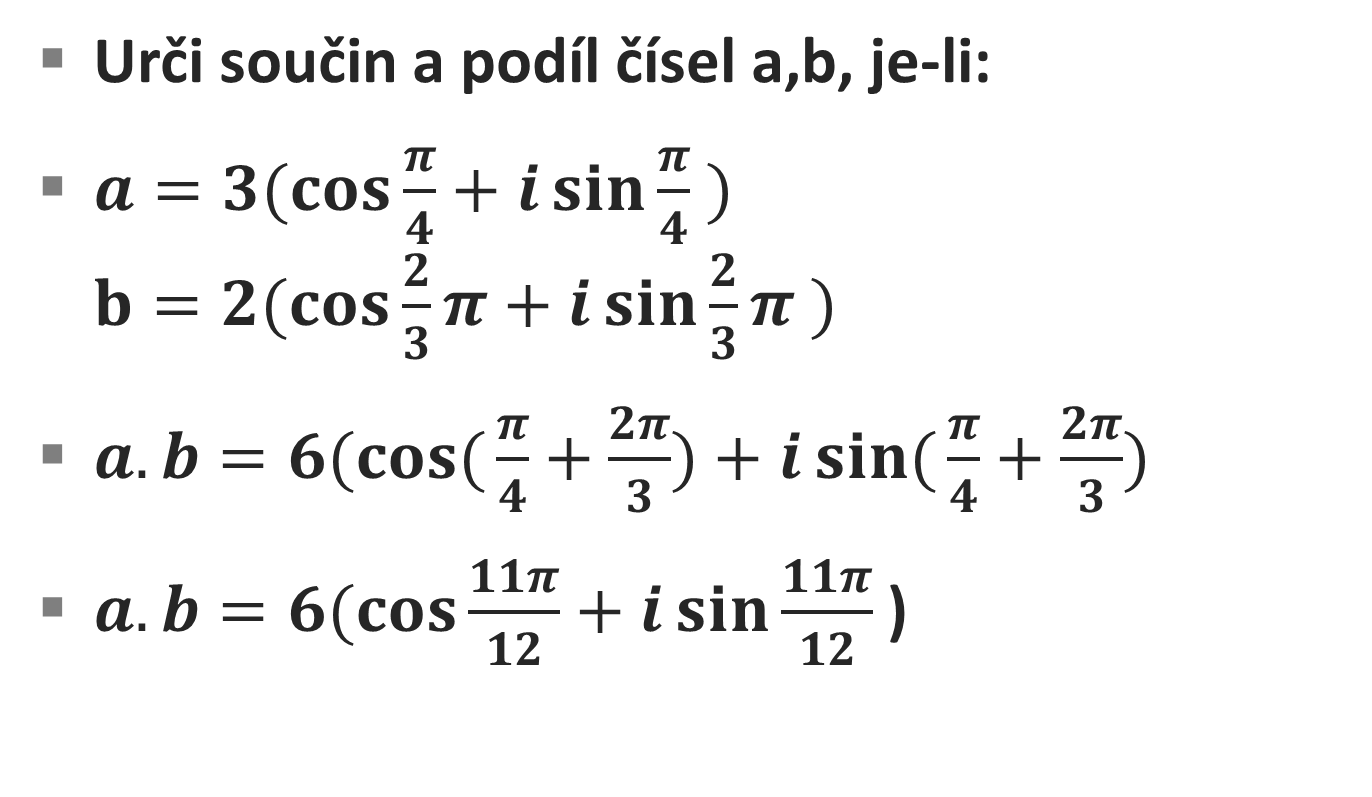 ▪ Urči součin a podíl čísel a,b, je-li:
▪ a = 3(cos π/4 + i sin π/4 )
b = 2(cos 2/3 π + i sin 2/3 π )
▪ a. b = 6(cos(π/4 + 2π/3) + i sin(π/4 + 2π/3)
▪ a. b = 6(cos 11π/12 + i sin 11π/12 )